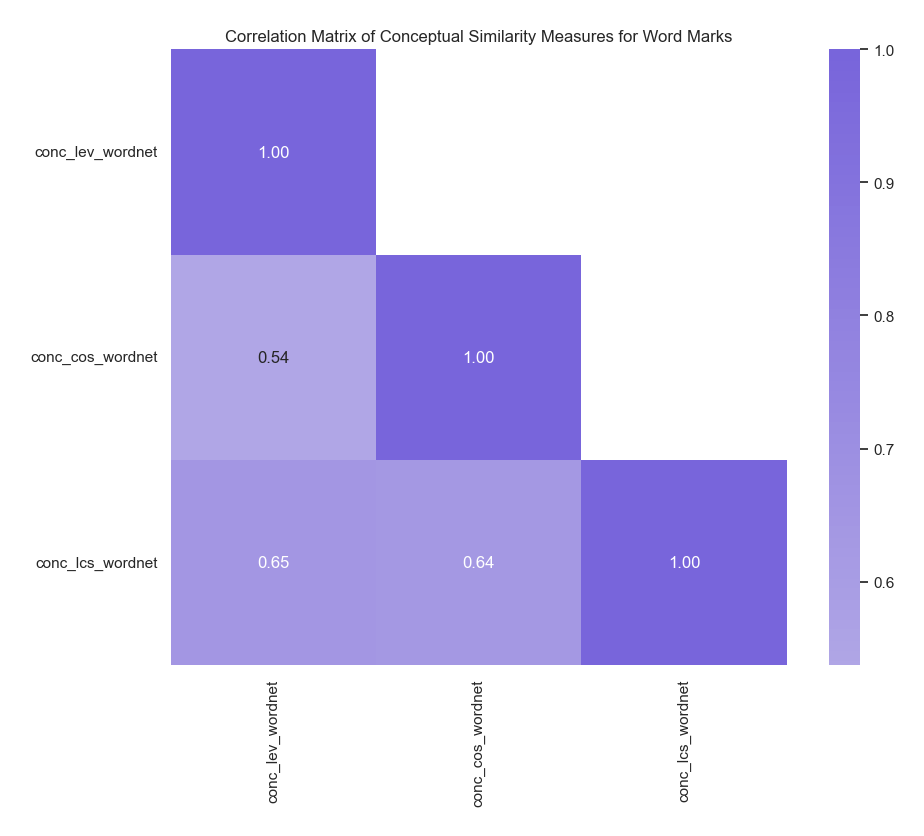 Correlation Matrix of Conceptual Similarity Measures for Word Marks
conc_lev_wordnet
1.00
conc_cos_wordnet
0.54
1.00
conc_lcs_wordnet
0.65
0.64
1.00
conc_lev_wordnet
conc_cos_wordnet
conc_lcs_wordnet
1.0
0.9
0.8
0.7
0.6